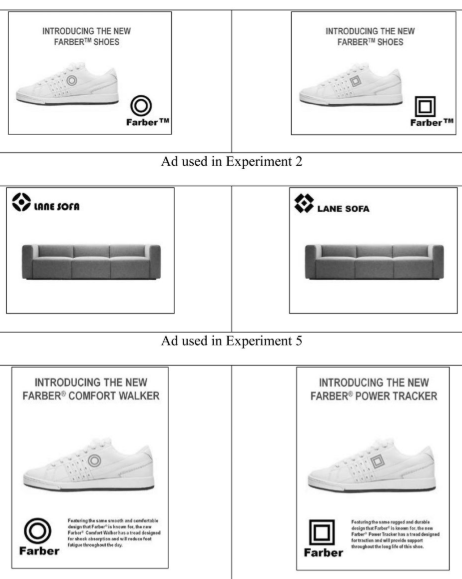 INTRODUCING THE NEW
FARBER™ SHOES
Farber™
INTRODUCING THE NEW
FARBER™ SHOES
Farber™
Ad used in Experiment 2
LANE SOFA
LANE SOFA
Ad used in Experiment 5
INTRODUCING THE NEW
FARBER® COMFORT WALKER
Featuring the same smooth and comfortable
design that Farber® is known for, the new
Farber® Comfort Walker has a tread designed
for shock absorption and will reduce foot
fatigue throughout the day.
Farber
INTRODUCING THE NEW
FARBER® POWER TRACKER
Featuring the same rugged and durable
design that Farber® is known for, the new
Farber® Power Tracker has a tread designed
for traction and will provide support
throughout the long life of this shoe.
Farber